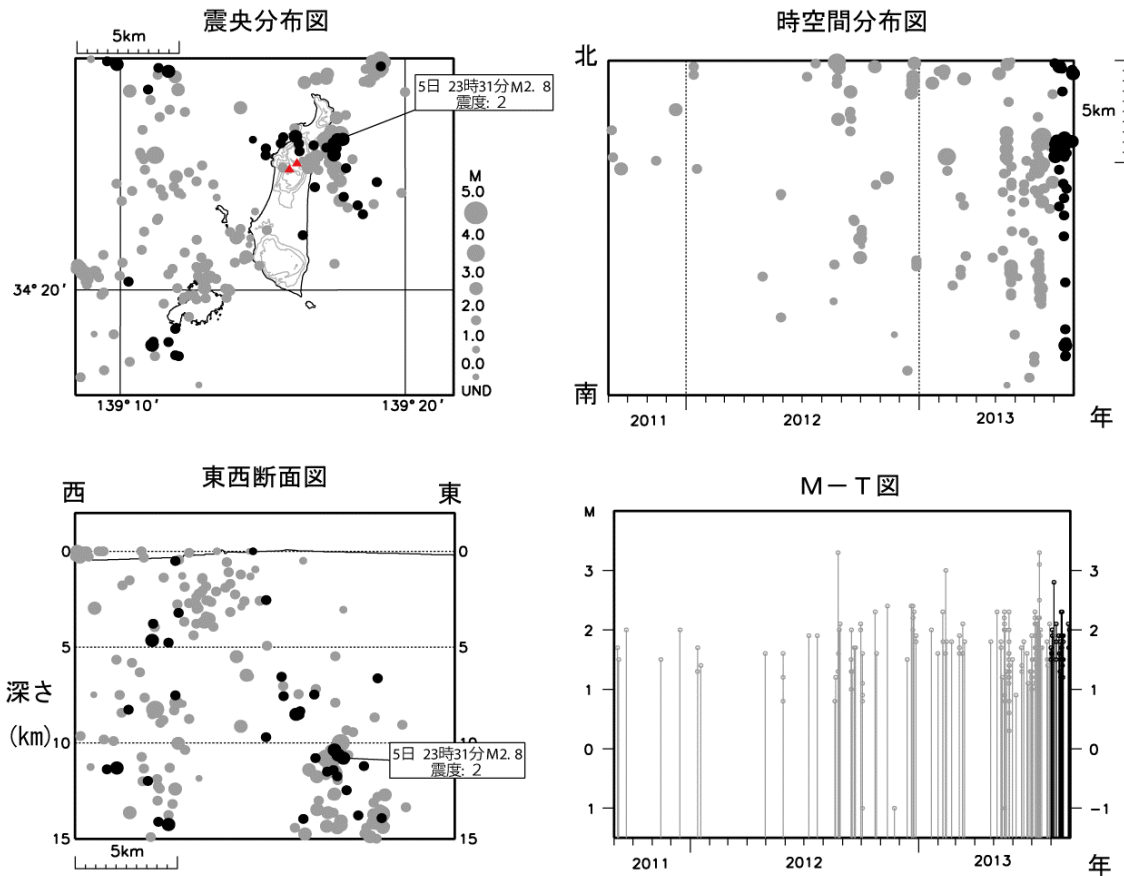 震央分布図
5km
5日 23時31分M2.8
震度:2
M
5.0
4.0
3.0
2.0
1.0
0.0
UND
34°20′
139°10′
139°20′
時空間分布図
北
5km
南
2011
2012
2013
年
東西断面図
西
東
0
0
5
5
深さ
(km)
10
10
5日 23時31分M2.8
震度:2
15
15
5km
M－T図
M
3
3
2
2
1
1
0
0
1
-1
2011
2012
2013
年